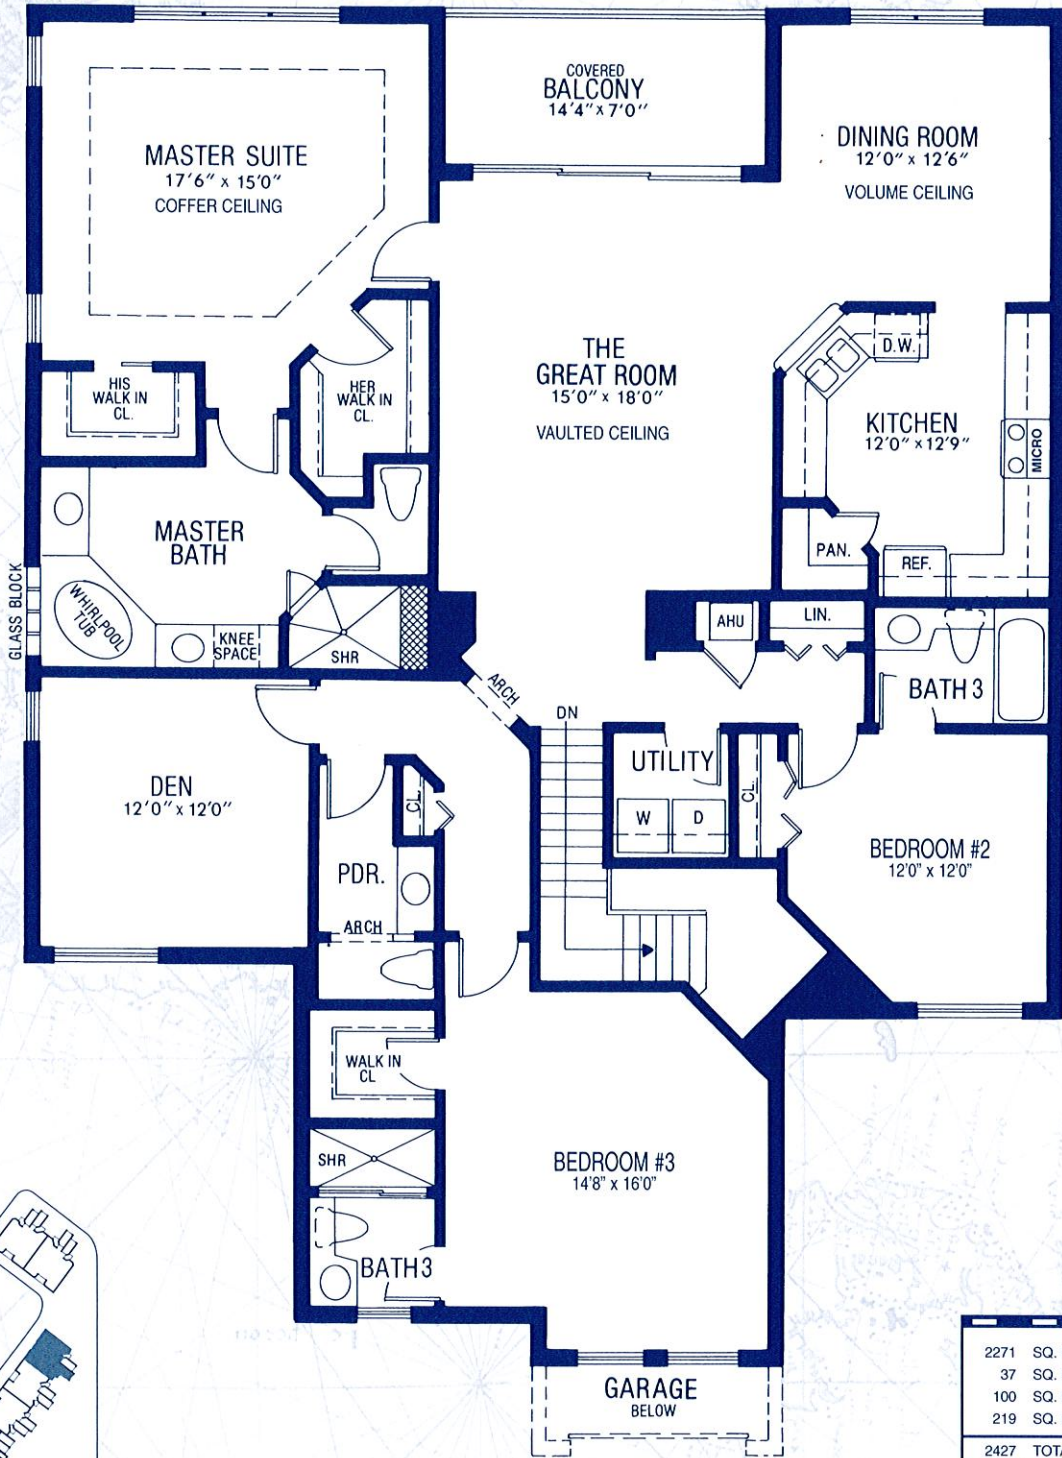 COVERED
BALCONY
14'4" x 7'0"
MASTER SUITE
17'6" x 15'0"
COFFER CEILING
DINING ROOM
12'0" x 12'6"
VOLUME CEILING
THE
GREAT ROOM
15'0" x 18'0"
VAULTED CEILING
D.W.
KITCHEN
12'0" x 12'9"
MICRO
HIS
WALK IN
CL.
HER
WALK IN
CL.
MASTER
BATH
PAN.
REF.
GLASS BLOCK
WHIRLPOOL
TUB
KNEE
SPACE
SHR
AHU
LIN.
BATH 3
ARCH
DN
UTILITY
W
D
CL.
DEN
12'0" x 12'0"
CL.
BEDROOM #2
12'0" x 12'0"
PDR.
ARCH
WALK IN
CL
SHR
BEDROOM #3
14'8" x 16'0"
BATH 3
GARAGE
BELOW
2271 SQ.
37 SQ.
100 SQ.
219 SQ.
2427